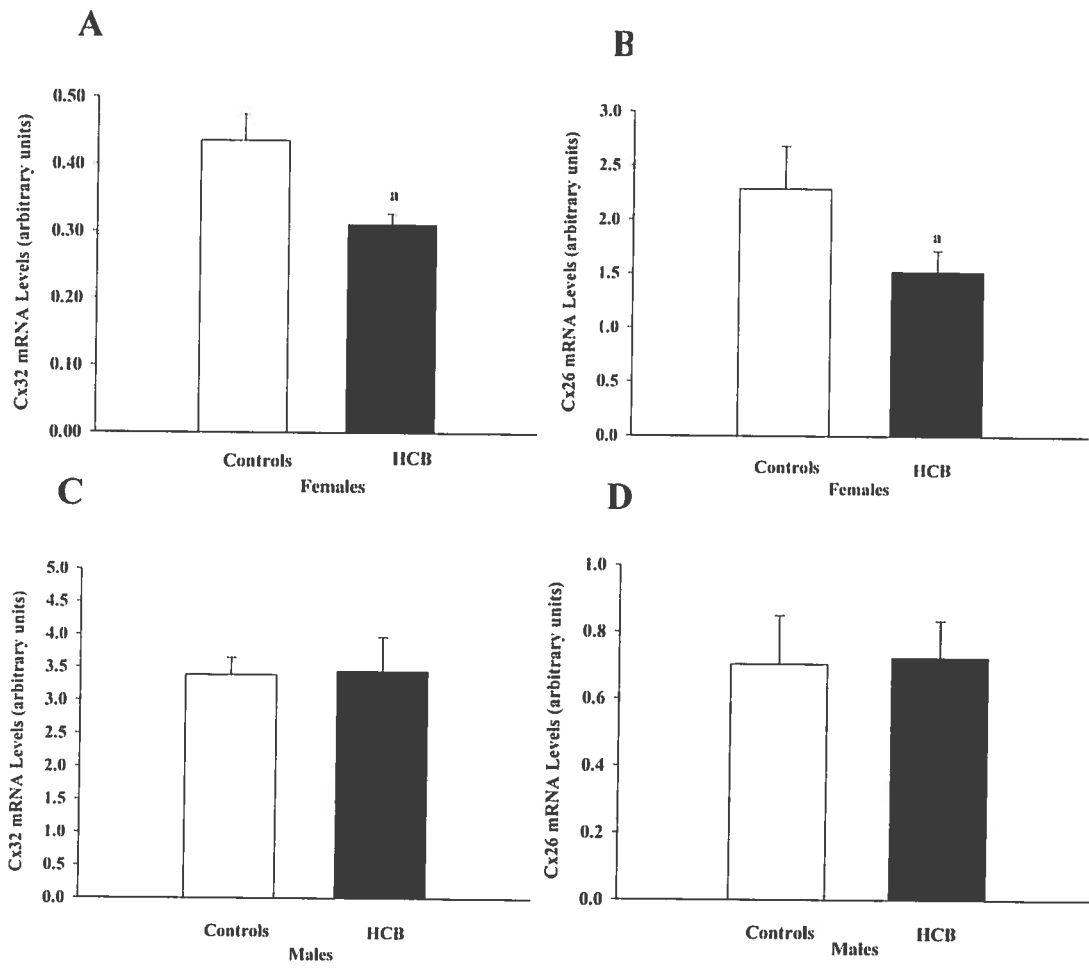 A
Cx32 mRNA Levels (arbitrary units)
0.50
0.40
0.30
0.20
0.10
0.00
a
Controls
HCB
Females
B
Cx26 mRNA Levels (arbitrary units)
3.0
2.5
2.0
1.5
1.0
0.5
0.0
a
Controls
HCB
Females
C
Cx32 mRNA Levels (arbitrary units)
5.0
4.5
4.0
3.5
3.0
2.5
2.0
1.5
1.0
0.5
0.0
Controls
HCB
Males
D
Cx26 mRNA Levels (arbitrary units)
1.0
0.8
0.6
0.4
0.2
0.0
Controls
HCB
Males